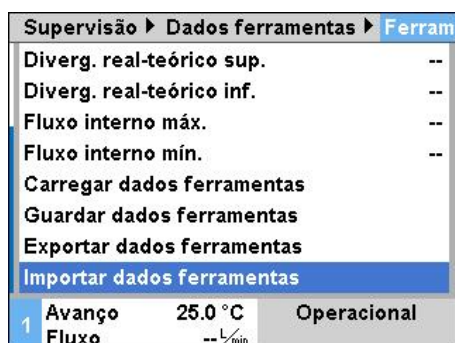 Supervisão ▶ Dados ferramentas ▶ Ferram
Diverg. real-teórico sup. --
Diverg. real-teórico inf. --
Fluxo interno máx. --
Fluxo interno mín. --
Carregar dados ferramentas
Guardar dados ferramentas
Exportar dados ferramentas
Importar dados ferramentas
1 Avanço 25.0 °C Operacional
Fluxo -- L/min